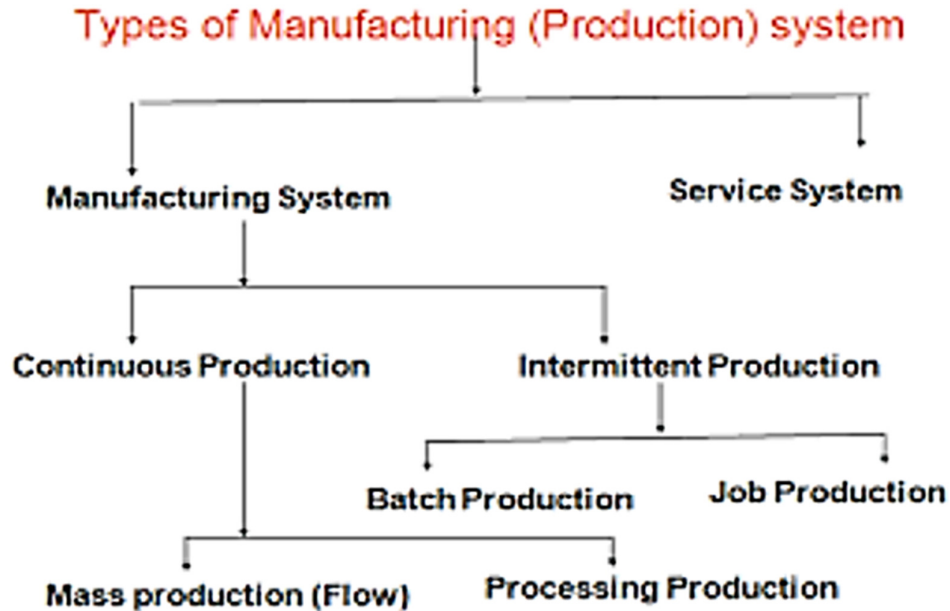 Types of Manufacturing (Production) system
Manufacturing System
Service System
Continuous Production
Intermittent Production
Batch Production
Job Production
Mass production (Flow)
Processing Production